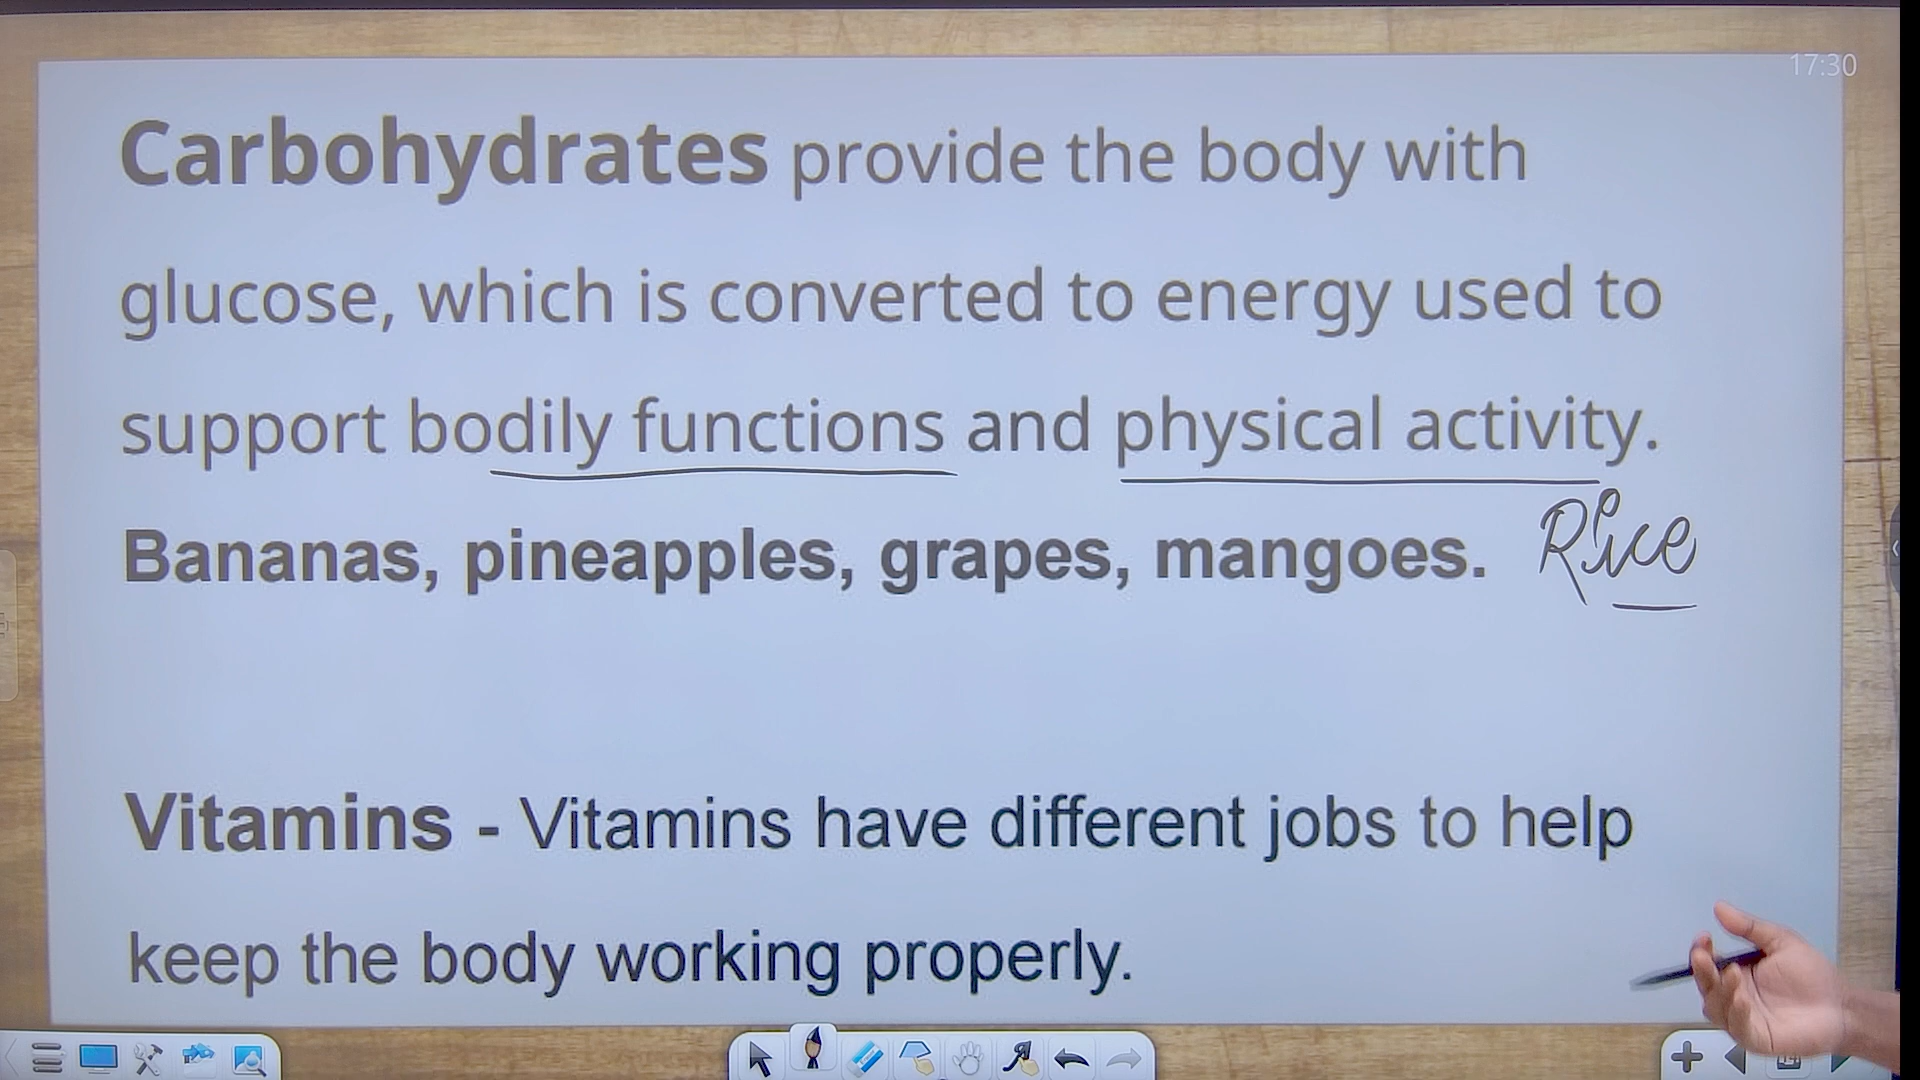 17:30
Carbohydrates provide the body with
glucose, which is converted to energy used to
support bodily functions and physical activity.
Bananas, pineapples, grapes, mangoes. Rice
Vitamins - Vitamins have different jobs to help
keep the body working properly.